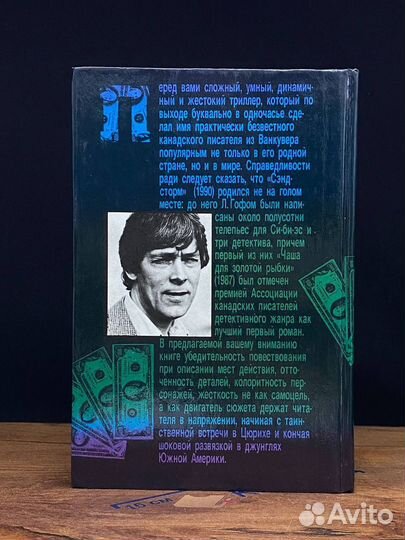 Перед вами сложный, умный, динамич-
ный и жестокий триллер, который по
выходе буквально в одночасье сде-
лал имя практически безвестного
канадского писателя из Ванкувера
популярным не только в его родной
стране, но и в мире. Справедливости
ради следует сказать, что «Сэнд-
сторм» (1990) родился не на голом
месте: до него Л. Гофом были напи-
саны около полусотни
телепьес для Си-би-эс и
три детектива, причем
первый из них «Чаша
для золотой рыбки»
(1987) был отмечен
премией Ассоциации
канадских писателей
детективного жанра как
лучший первый роман.
В предлагаемой вашему вниманию
книге убедительность повествования
при описании мест действия, отто-
ченность деталей, колоритность пер-
сонажей, жесткость не как самоцель,
а как двигатель сюжета держат чита-
теля в напряжении, начиная с таин-
ственной встречи в Цюрихе и кончая
шоковой развязкой в джунглях
Южной Америки.
Avito